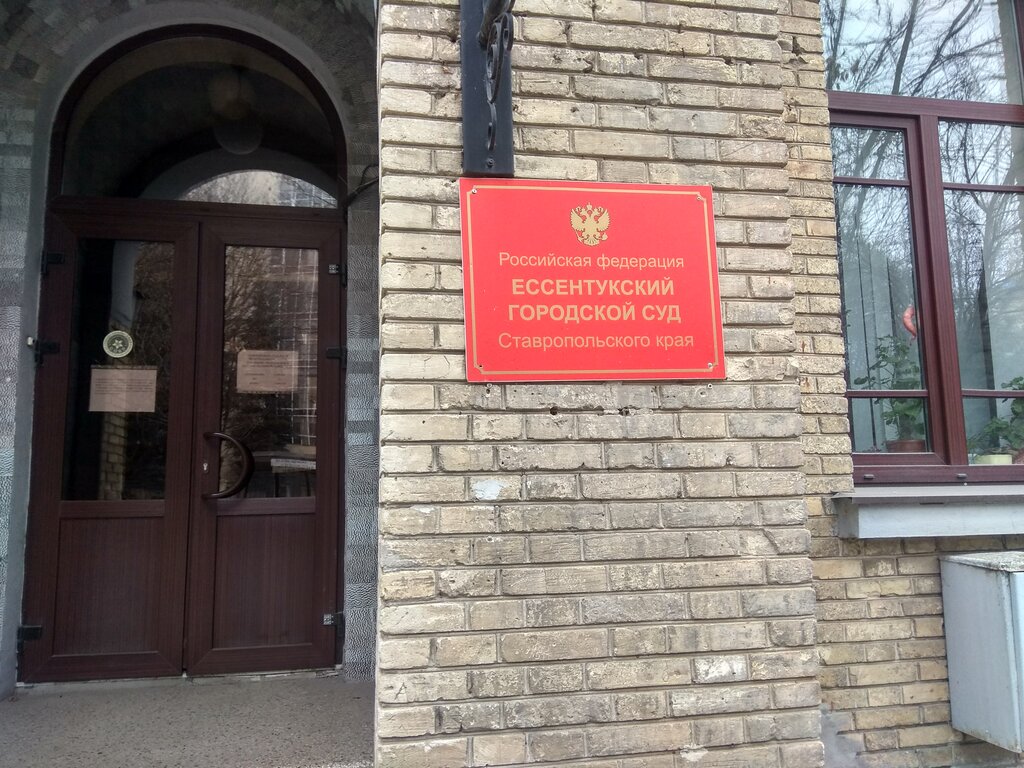 Российская федерация
ЕССЕНТУКСКИЙ
ГОРОДСКОЙ СУД
Ставропольского края